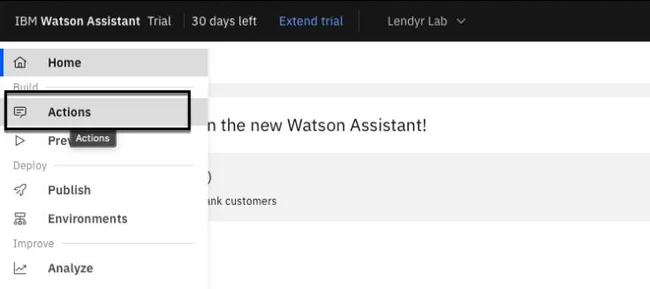 IBM Watson Assistant Trial 30 days left Extend trial Lendyr Lab
Home
Build
Actions
Actions
Deploy
Publish
Environments
Improve
Analyze
n the new Watson Assistant!
)
ank customers